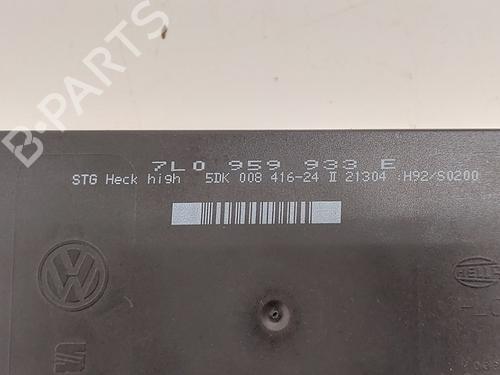 B-PARTS
7L0 959 933 E
STG Heck high 5DK 008 416-24 II 21304 :H92/S0200
HELLA